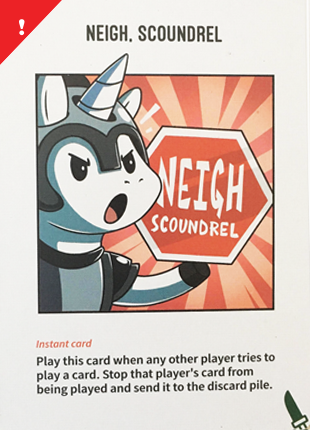 !
NEIGH, SCOUNDREL
NEIGH
SCOUNDREL
Instant card
Play this card when any other player tries to
play a card. Stop that player's card from
being played and send it to the discard pile.